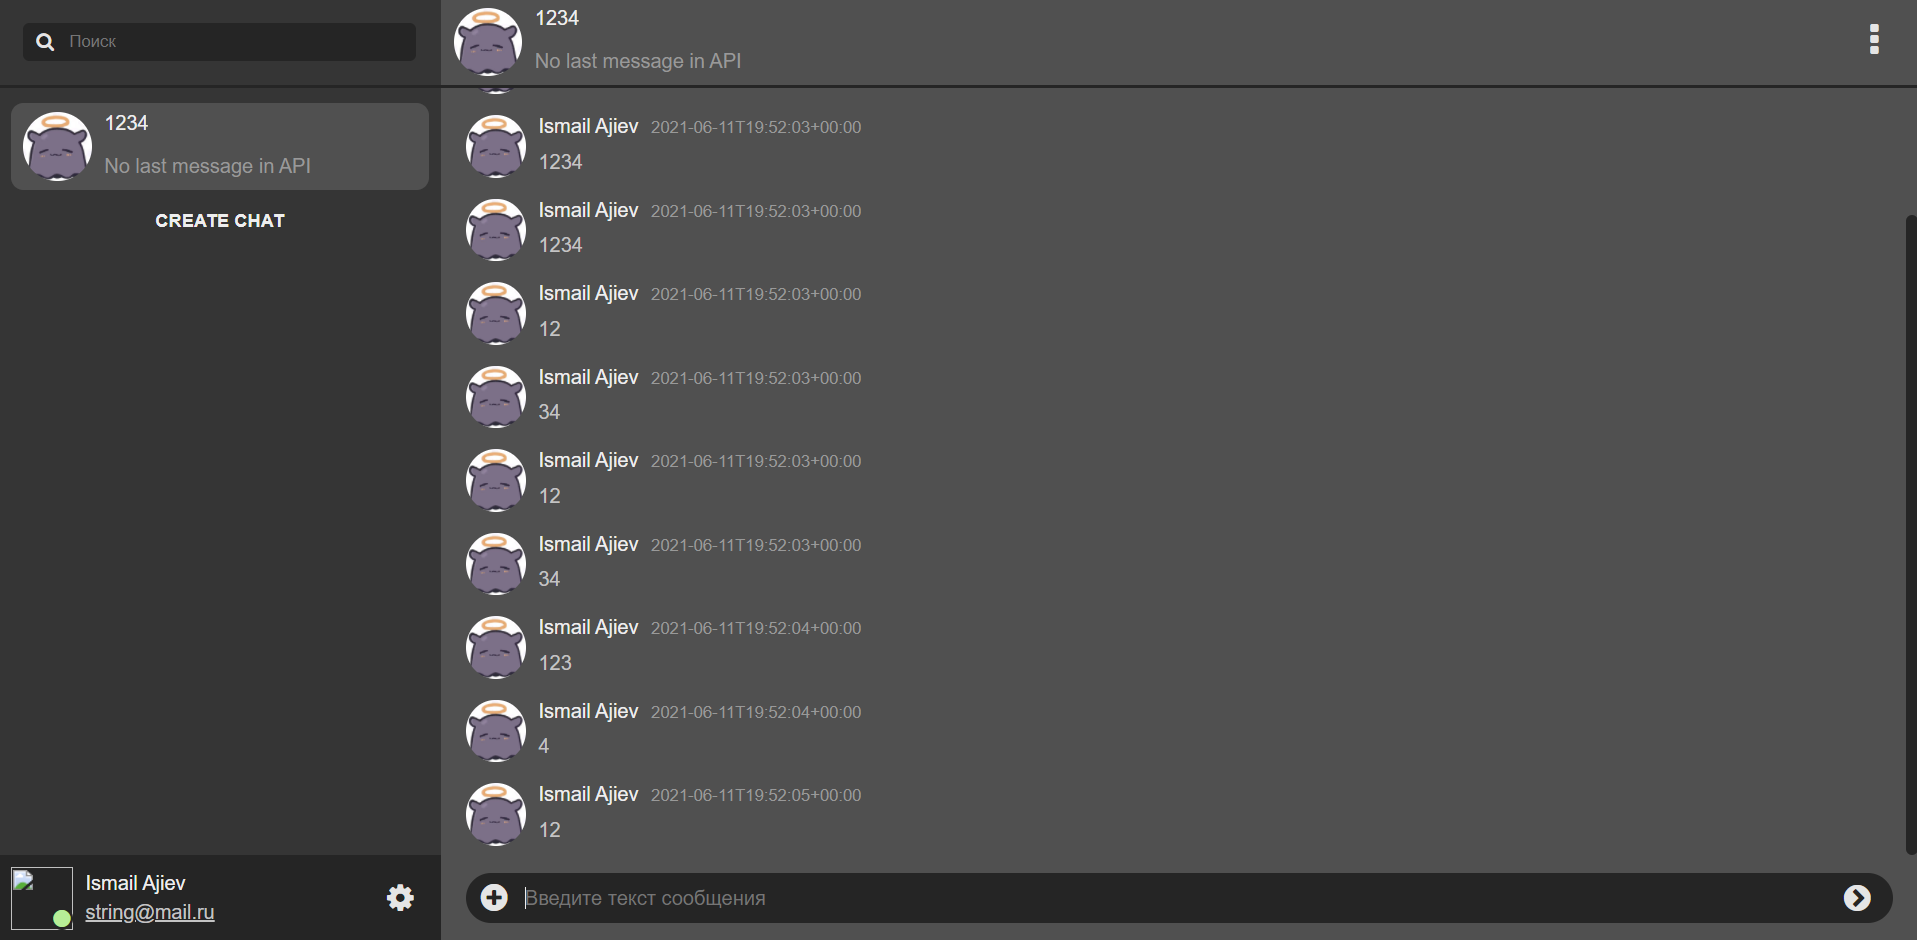 Поиск
1234
No last message in API
CREATE CHAT
Ismail Ajiev
string@mail.ru
1234
No last message in API
Ismail Ajiev 2021-06-11T19:52:03+00:00
1234
Ismail Ajiev 2021-06-11T19:52:03+00:00
1234
Ismail Ajiev 2021-06-11T19:52:03+00:00
12
Ismail Ajiev 2021-06-11T19:52:03+00:00
34
Ismail Ajiev 2021-06-11T19:52:03+00:00
12
Ismail Ajiev 2021-06-11T19:52:03+00:00
34
Ismail Ajiev 2021-06-11T19:52:04+00:00
123
Ismail Ajiev 2021-06-11T19:52:04+00:00
4
Ismail Ajiev 2021-06-11T19:52:05+00:00
12
Введите текст сообщения